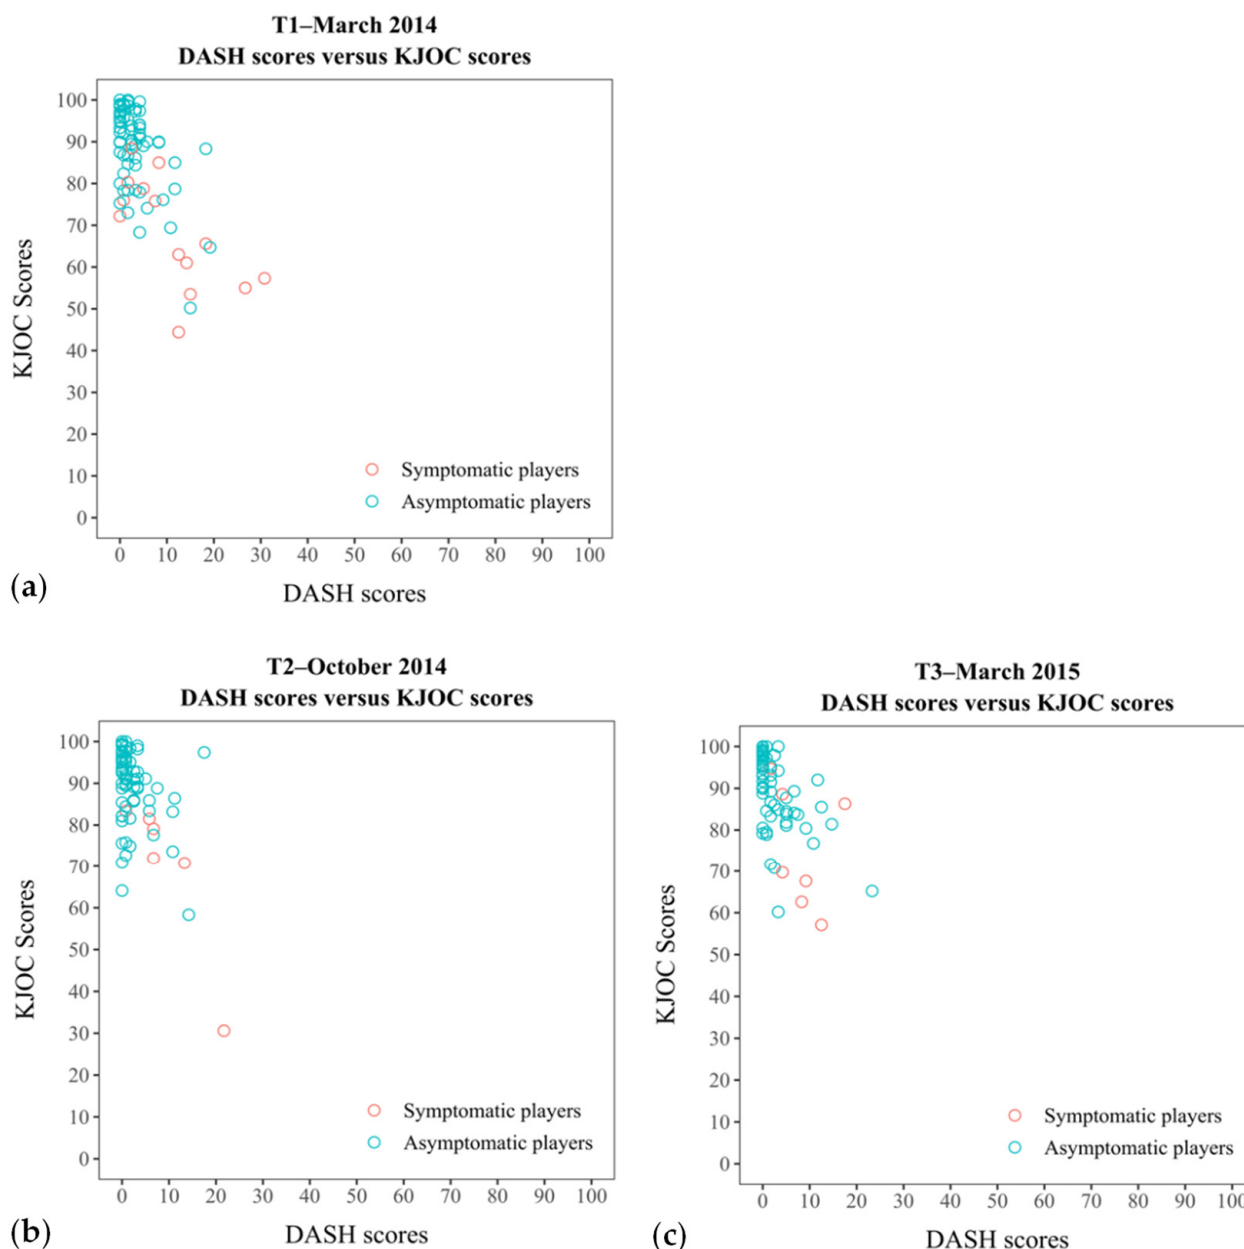 T1–March 2014
DASH scores versus KJOC scores
100
90
80
70
60
50
40
30
20
10
0
KJOC Scores
Symptomatic players
Asymptomatic players
0 10 20 30 40 50 60 70 80 90 100
DASH scores
(a)
T2–October 2014
DASH scores versus KJOC scores
100
90
80
70
60
50
40
30
20
10
0
KJOC Scores
Symptomatic players
Asymptomatic players
0 10 20 30 40 50 60 70 80 90 100
DASH scores
(b)
T3–March 2015
DASH scores versus KJOC scores
100
90
80
70
60
50
40
30
20
10
0
KJOC Scores
Symptomatic players
Asymptomatic players
0 10 20 30 40 50 60 70 80 90 100
DASH scores
(c)